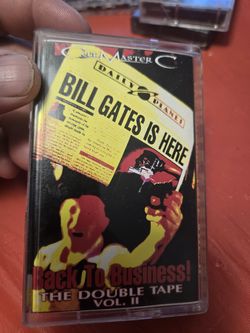 Master C
DAILY PLANET
BILL GATES IS HERE
Back To Business!
THE DOUBLE TAPE
VOL. II